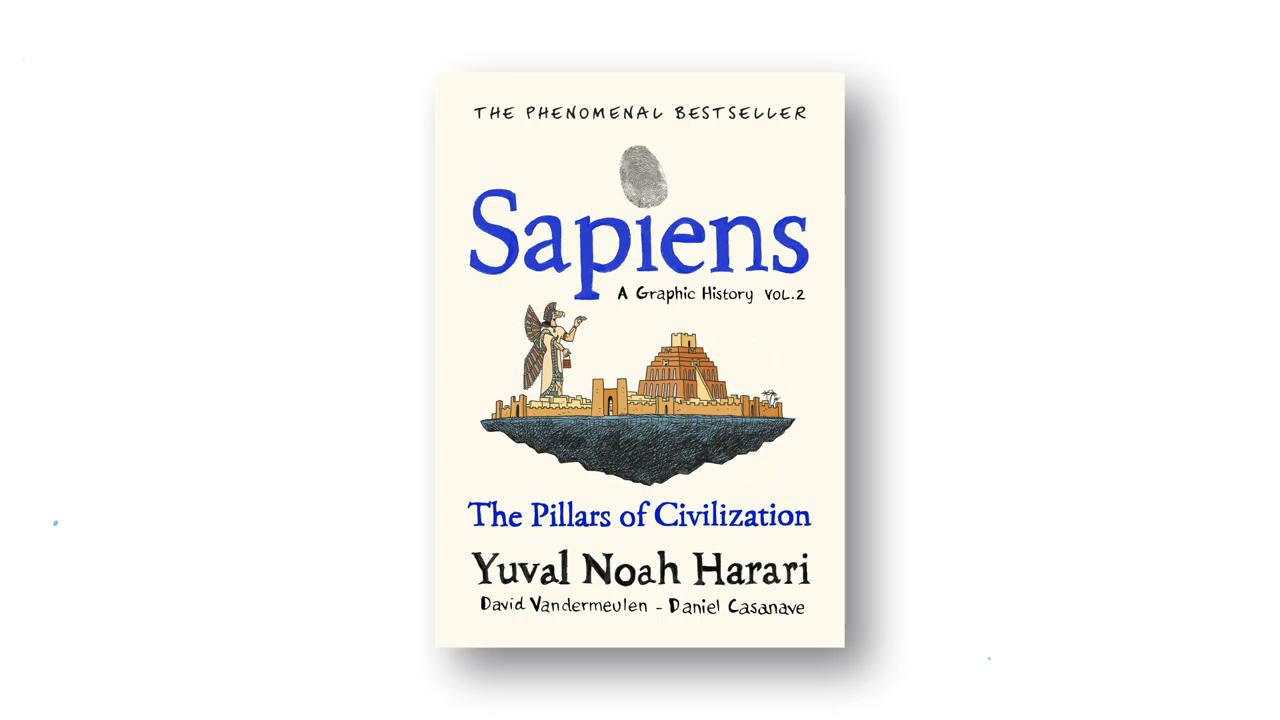 THE PHENOMENAL BESTSELLER
Sapiens
A Graphic History VOL.2
The Pillars of Civilization
Yuval Noah Harari
David Vandermeulen - Daniel Casanave